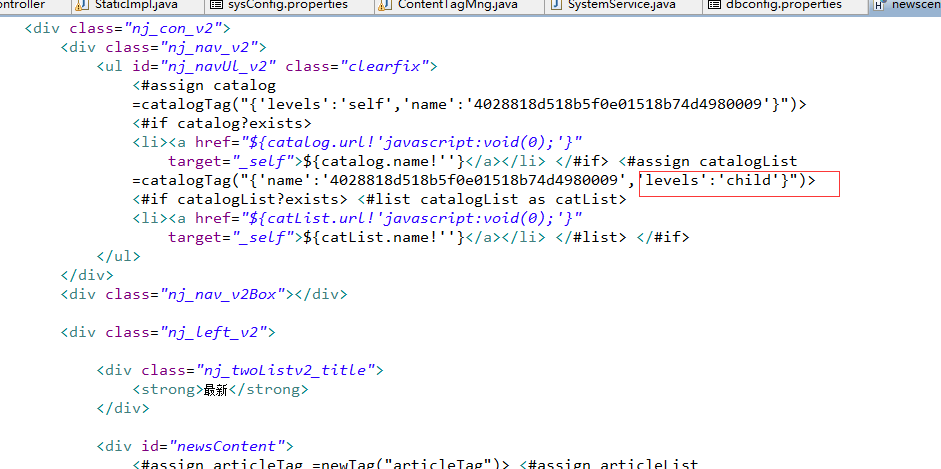 ontroller StaticImpl.java sysConfig.properties ContentTagMng.java SystemService.java dbconfig.properties newscen
<div class="nj_con_v2">
<div class="nj_nav_v2">
<ul id="nj_navUl_v2" class="clearfix">
<#assign catalog
=catalogTag("{'levels':'self','name':'4028818d518b5f0e01518b74d4980009'}")>
<#if catalog?exists>
<li><a href="${catalog.url!'javascript:void(0);'}"
target="_self">${catalog.name!''}</a></li> </#if> <#assign catalogList
=catalogTag("{'name':'4028818d518b5f0e01518b74d4980009','levels':'child'}")>
<#if catalogList?exists> <#list catalogList as catList>
<li><a href="${catList.url!'javascript:void(0);'}"
target="_self">${catList.name!''}</a></li> </#list> </#if>
</ul>
</div>
<div class="nj_nav_v2Box"></div>
<div class="nj_left_v2">
<div class="nj_twoListv2_title">
<strong>最新</strong>
</div>
<div id="newsContent">
<#assign articleTag =newTag("articleTag")> <#assign articleList